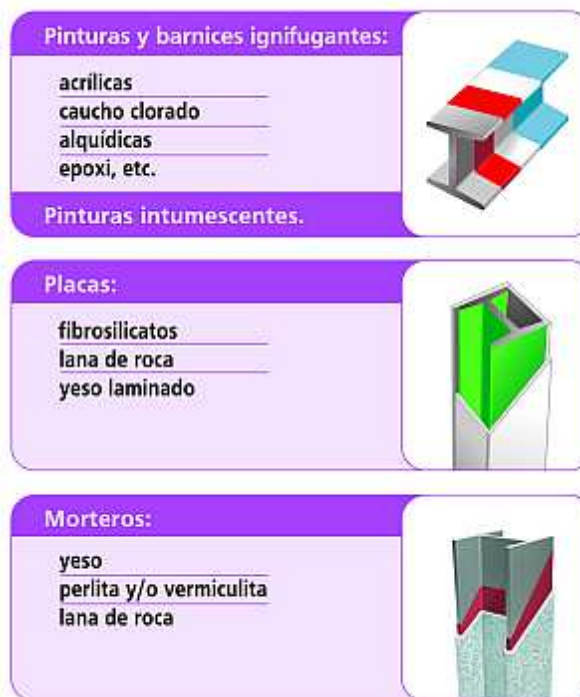 Pinturas y barnices ignifugantes:
acrílicas
caucho clorado
alquídicas
epoxi, etc.
Pinturas intumescentes.
Placas:
fibrosilicatos
lana de roca
yeso laminado
Morteros:
yeso
perlita y/o vermiculita
lana de roca